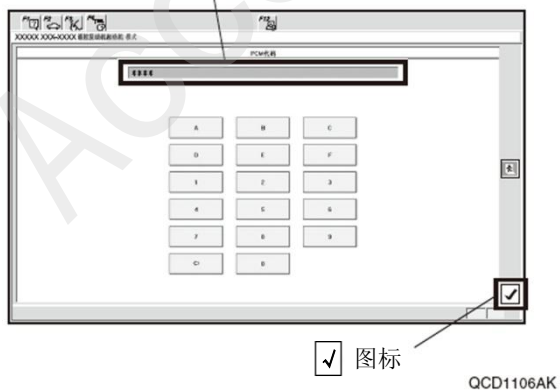 XXXXX XXX-XXXX
PCM代码
A B C
D E F
1 2 3
4 5 6
7 8 9
0
图标
QCD1106AK
Acce